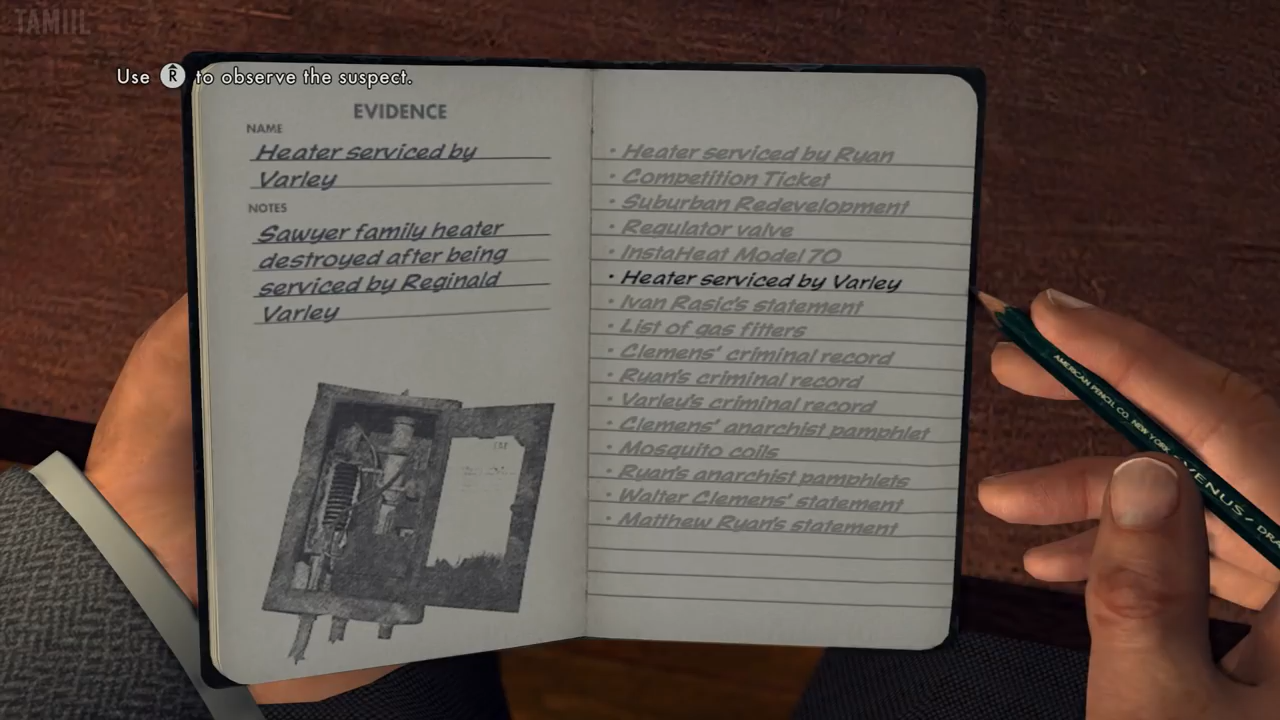 TAMIIL
Use R to observe the suspect.
EVIDENCE
NAME
Heater serviced by
Varley
NOTES
Sawyer family heater
destroyed after being
serviced by Reginald
Varley
• Heater serviced by Ryan
• Competition Ticket
• Suburban Redevelopment
• Regulator valve
• InstaHeat Model 70
• Heater serviced by Varley
• Ivan Rasic's statement
• List of gas fitters
• Clemens' criminal record
• Ryan's criminal record
• Varley's criminal record
• Clemens' anarchist pamphlet
• Mosquito coils
• Ryan's anarchist pamphlets
• Walter Clemens' statement
• Matthew Ryan's statement
AMERICAN PENCIL CO. NEW YORK
VENUS/DRA